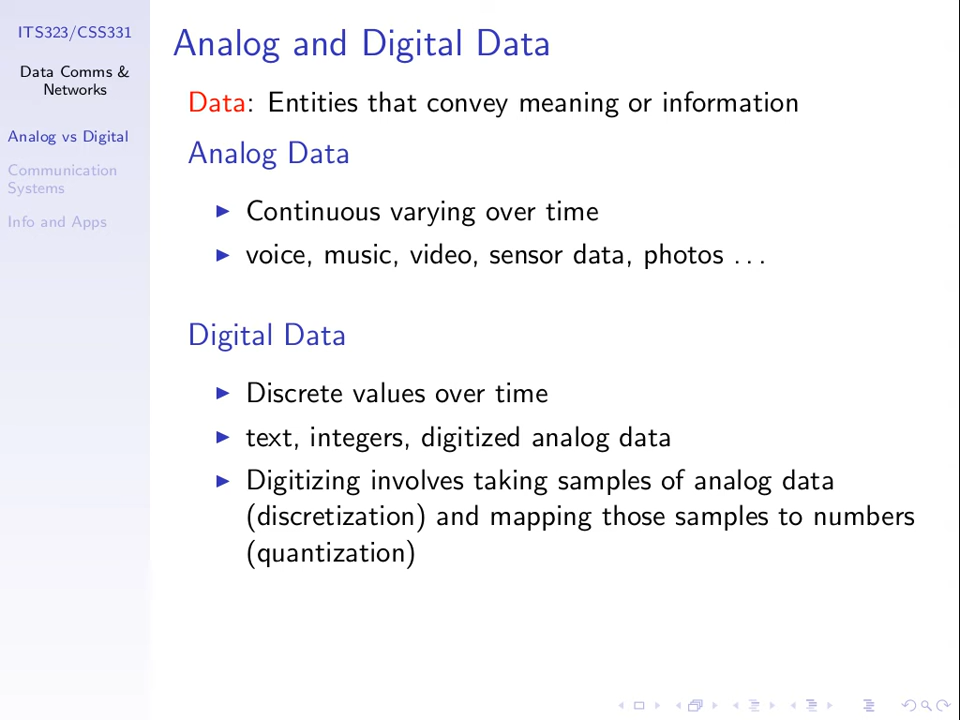 ITS323/CSS331
Data Comms &
Networks
Analog vs Digital
Communication
Systems
Info and Apps
Analog and Digital Data
Data: Entities that convey meaning or information
Analog Data
Continuous varying over time
voice, music, video, sensor data, photos . . .
Digital Data
Discrete values over time
text, integers, digitized analog data
Digitizing involves taking samples of analog data
(discretization) and mapping those samples to numbers
(quantization)